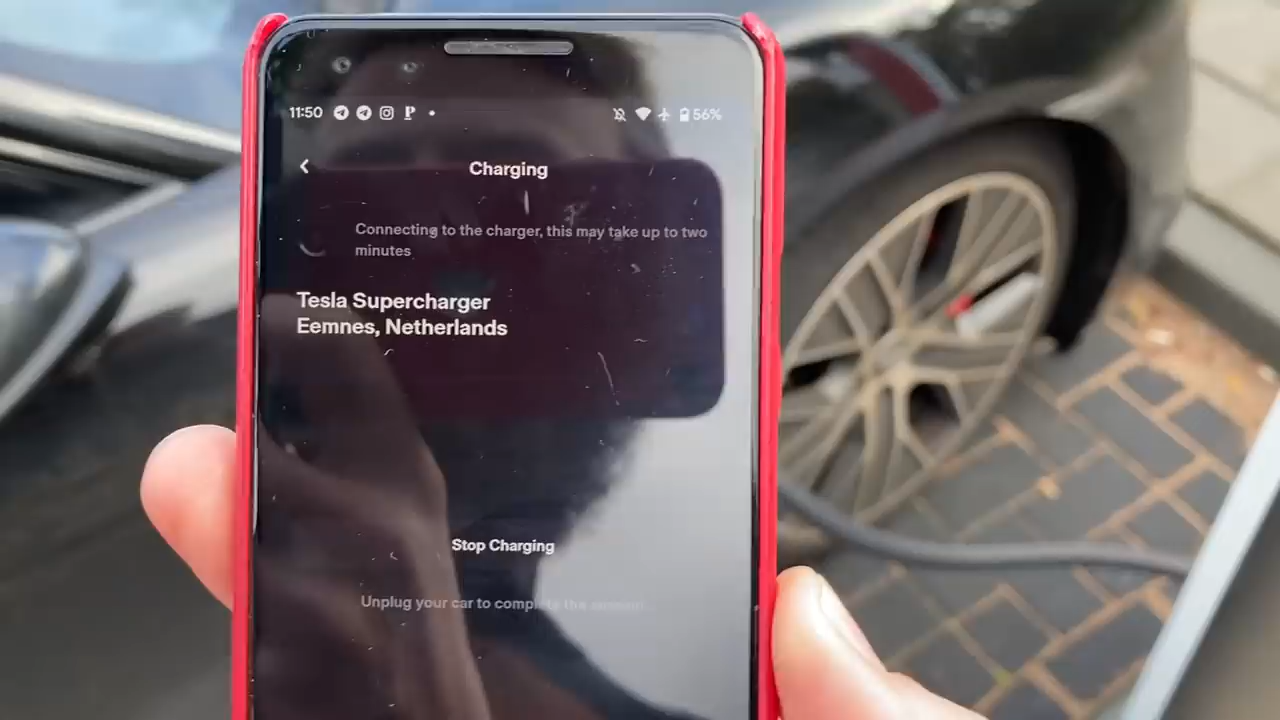 11:50 P 56%
Charging
Connecting to the charger, this may take up to two
minutes
Tesla Supercharger
Eemnes, Netherlands
Stop Charging
Unplug your car to complete the